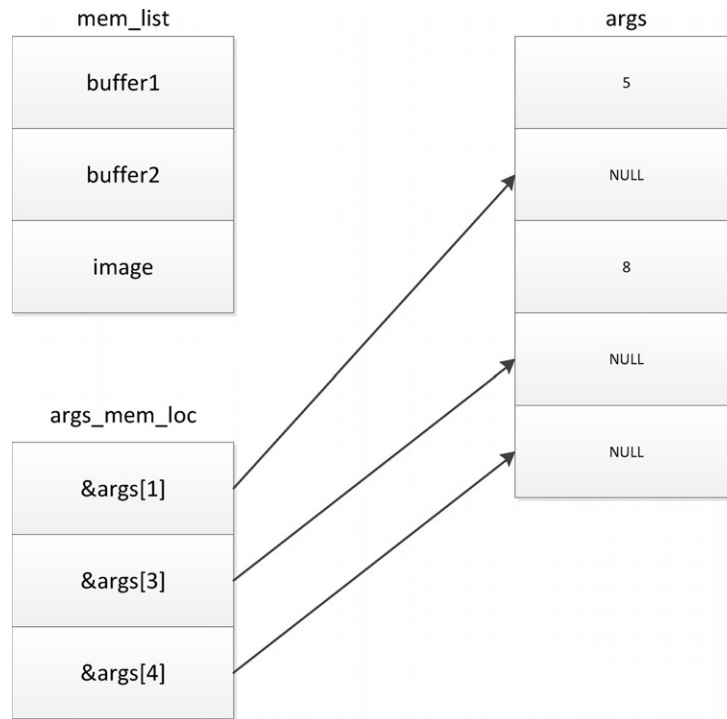 mem_list
buffer1
buffer2
image
args_mem_loc
&args[1]
&args[3]
&args[4]
args
5
NULL
8
NULL
NULL